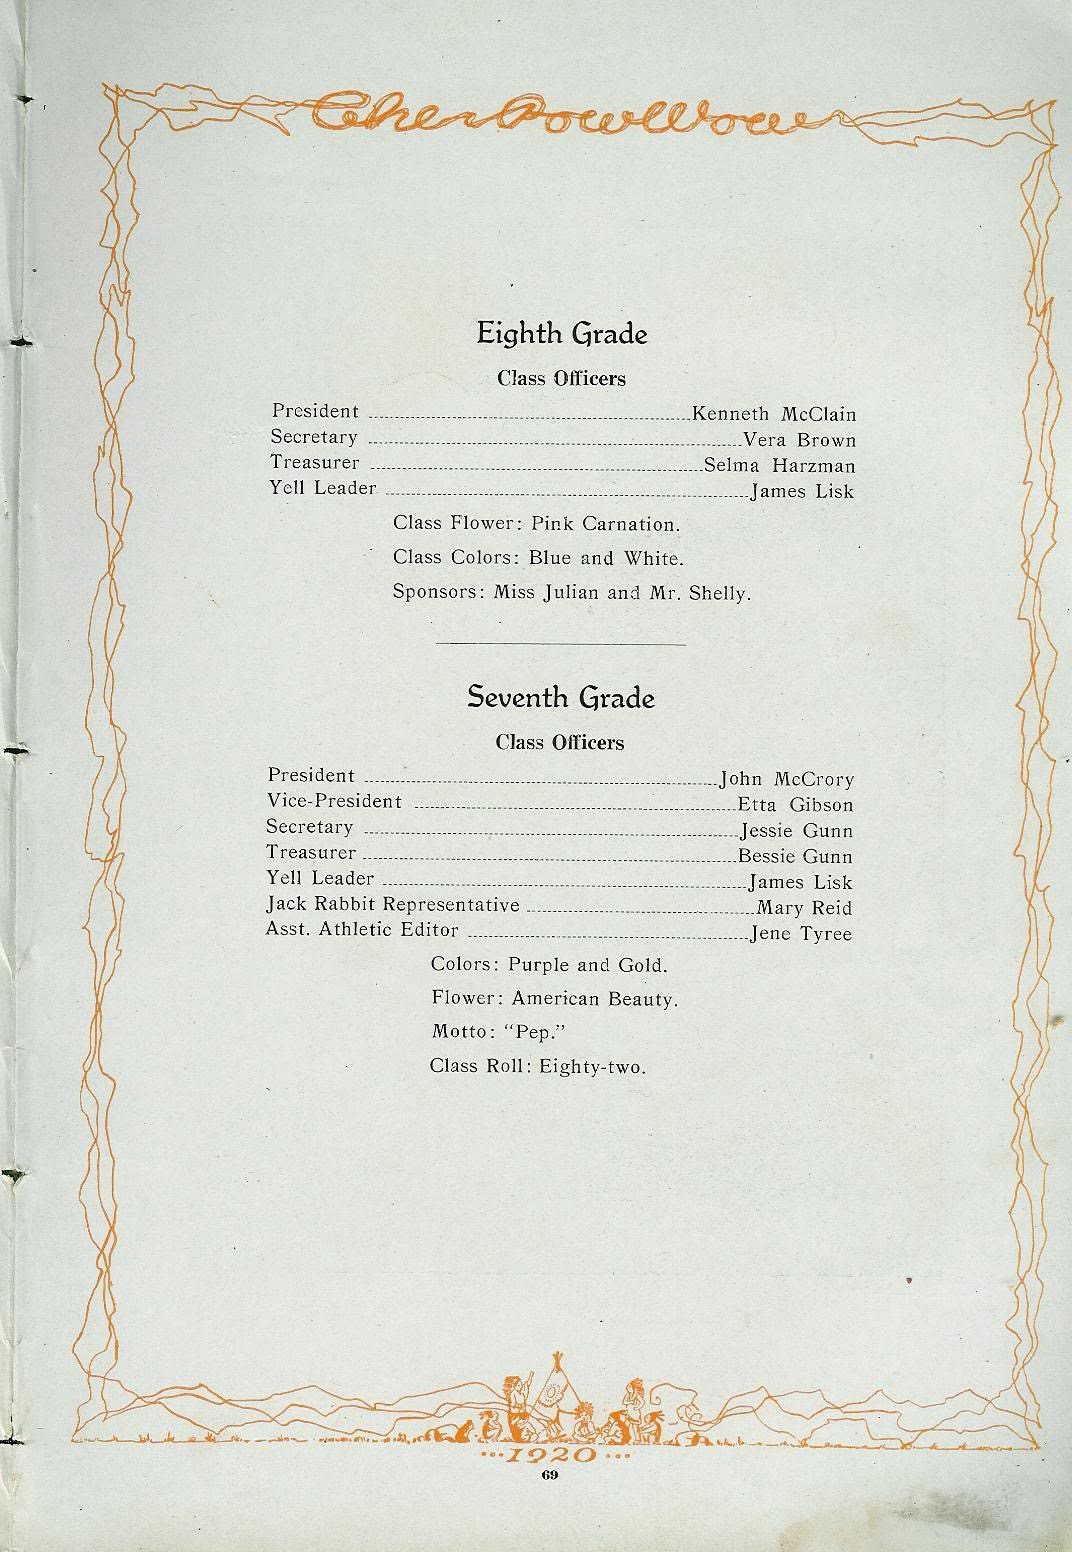 The Pow Wow
Eighth Grade
Class Officers
President Kenneth McClain
Secretary Vera Brown
Treasurer Selma Harzman
Yell Leader James Lisk
Class Flower: Pink Carnation.
Class Colors: Blue and White.
Sponsors: Miss Julian and Mr. Shelly.
Seventh Grade
Class Officers
President John McCrory
Vice-President Etta Gibson
Secretary Jessie Gunn
Treasurer Bessie Gunn
Yell Leader James Lisk
Jack Rabbit Representative Mary Reid
Asst. Athletic Editor Jene Tyree
Colors: Purple and Gold.
Flower: American Beauty.
Motto: “Pep.”
Class Roll: Eighty-two.
...1920...
69